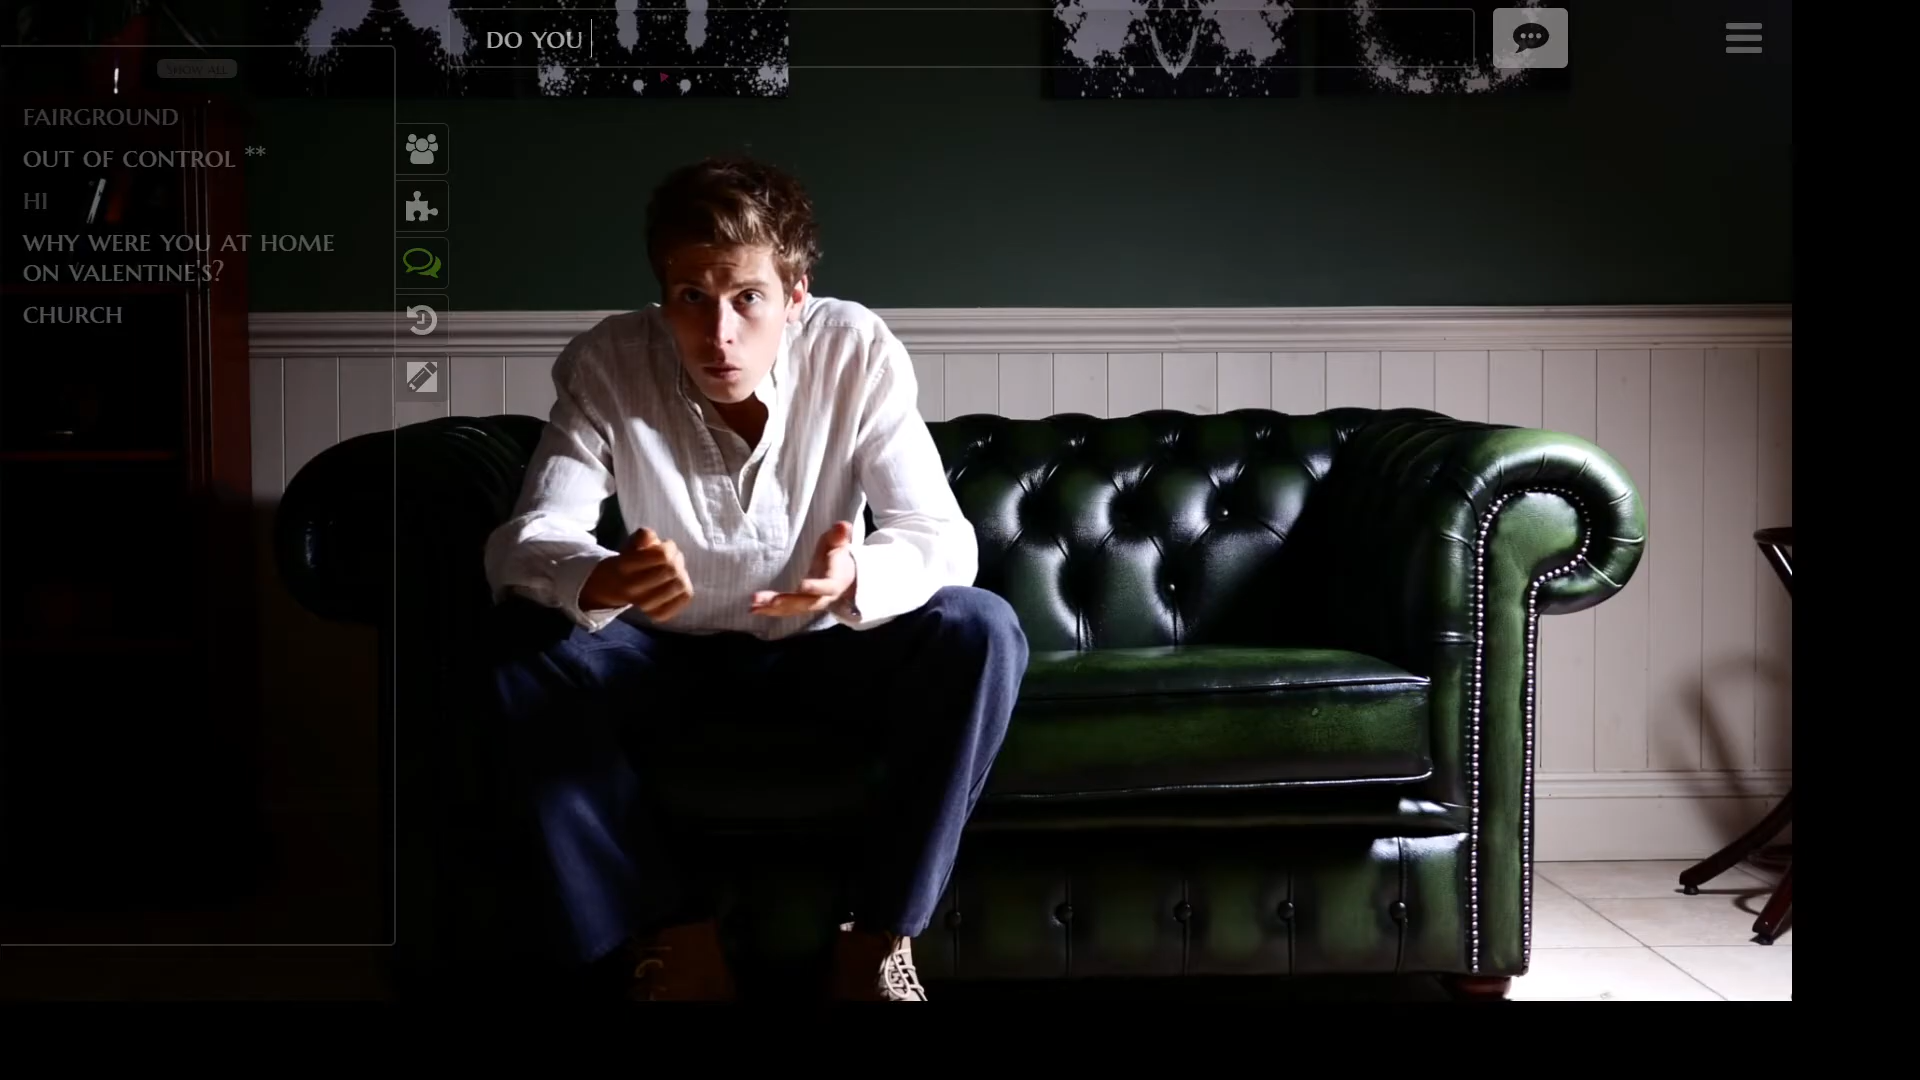 DO YOU
SHOW ALL
FAIRGROUND
OUT OF CONTROL **
HI
WHY WERE YOU AT HOME
ON VALENTINE'S?
CHURCH